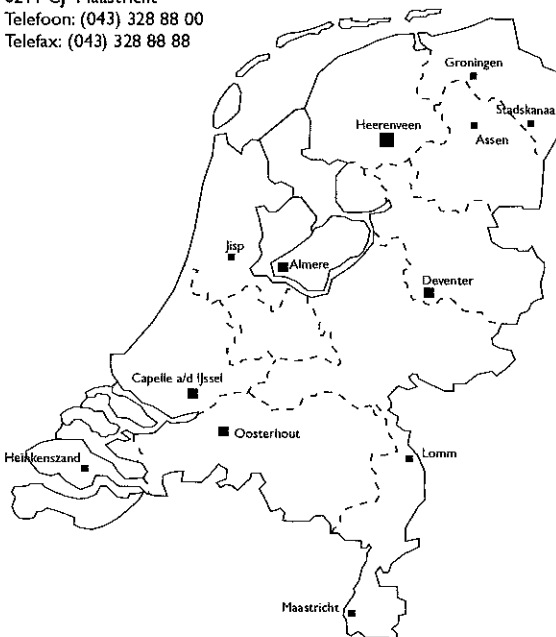 6211 CJ Maastricht
Telefoon: (043) 328 88 00
Telefax: (043) 328 88 88
Groningen
Stadskanaa
Heerenveen
Assen
Jisp
Almere
Deventer
Capelle a/d IJssel
Oosterhout
Heinkenszand
Lomm
Maastricht